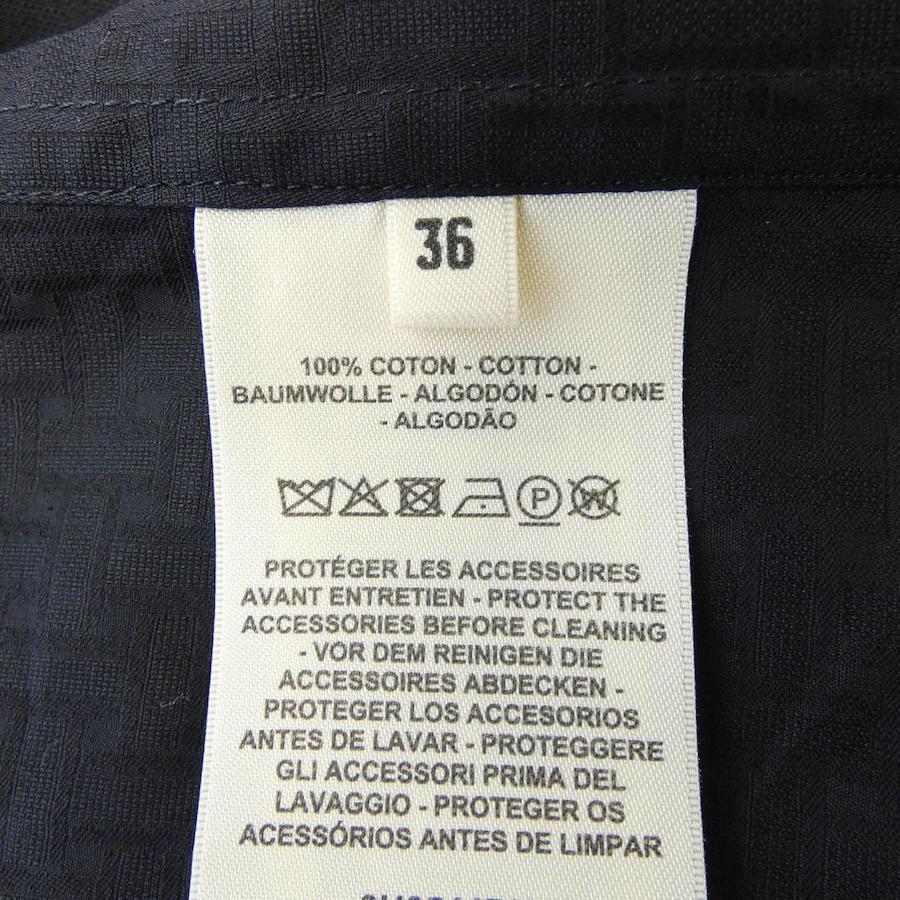 36
100% COTON - COTTON -
BAUMWOLLE - ALGODÓN - COTONE
- ALGODÃO
P W
PROTÉGER LES ACCESSOIRES
AVANT ENTRETIEN - PROTECT THE
ACCESSORIES BEFORE CLEANING
- VOR DEM REINIGEN DIE
ACCESSOIRES ABDECKEN -
PROTEGER LOS ACCESORIOS
ANTES DE LAVAR - PROTEGGERE
GLI ACCESSORI PRIMA DEL
LAVAGGIO - PROTEGER OS
ACESSÓRIOS ANTES DE LIMPAR